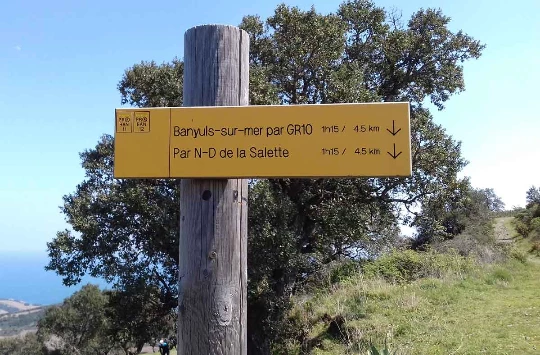 Banyuls-sur-mer par GR10 1h15 / 4.5 km
Par N-D de la Salette 1h15 / 4.5 km